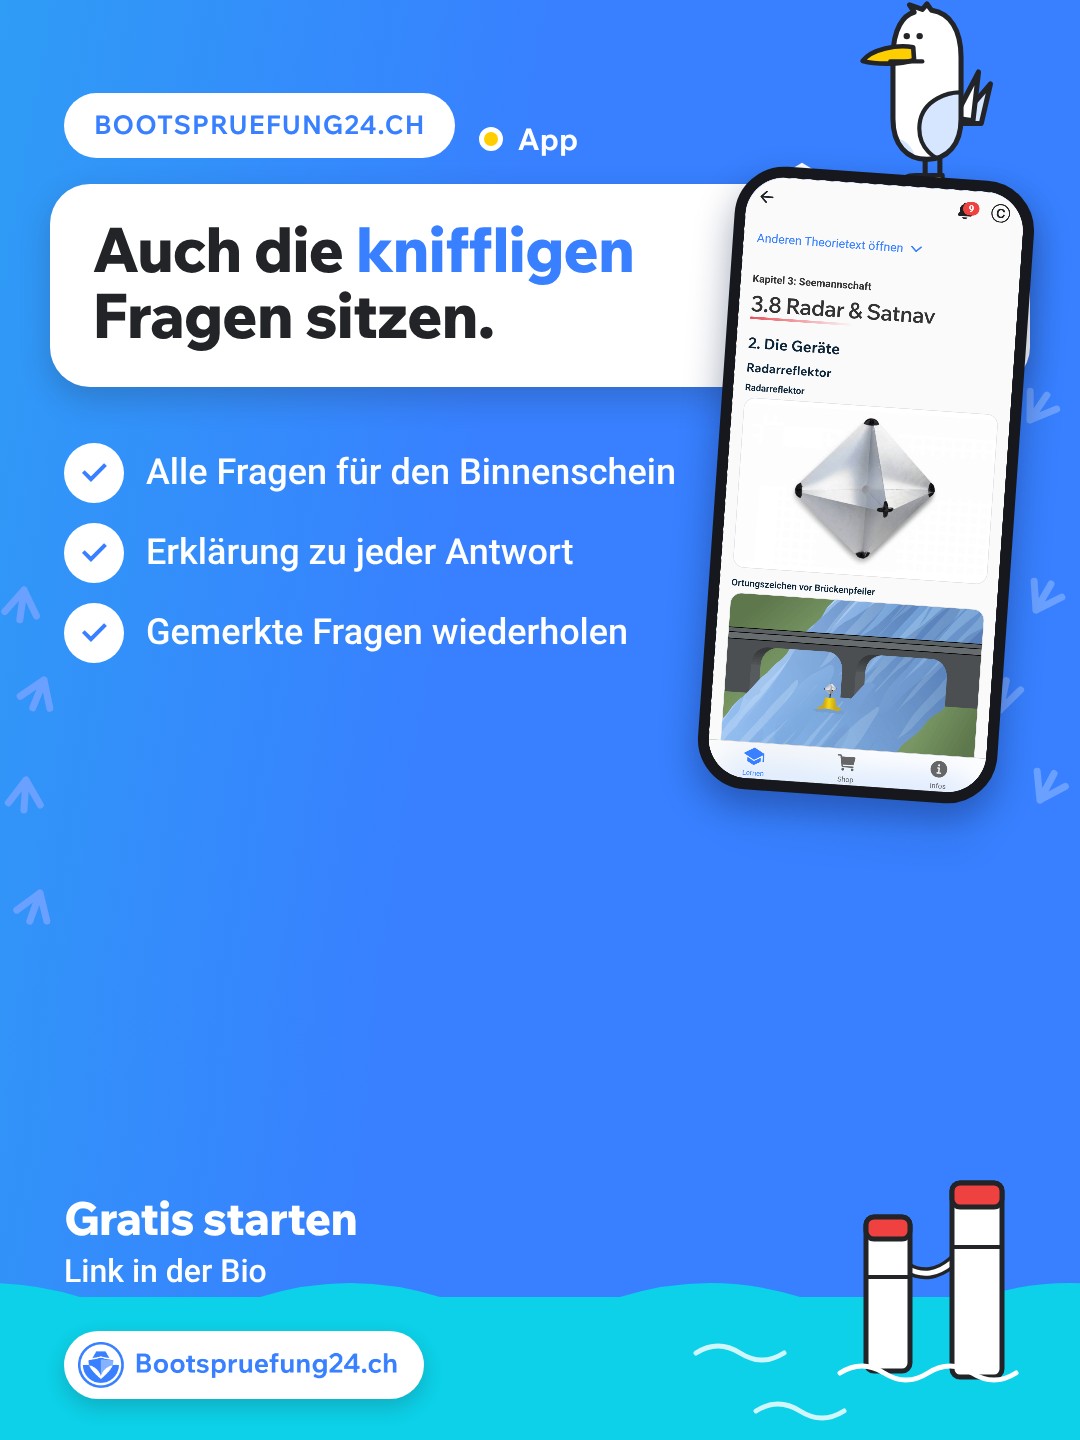 BOOTSPRUEFUNG24.CH
App
Auch die kniffligen
Fragen sitzen.
Alle Fragen für den Binnenschein
Erklärung zu jeder Antwort
Gemerkte Fragen wiederholen
9
C
Anderen Theorietext öffnen
Kapitel 3: Seemannschaft
3.8 Radar & Satnav
2. Die Geräte
Radarreflektor
Radarreflektor
Ortungszeichen vor Brückenpfeiler
Lernen
Shop
Infos
Gratis starten
Link in der Bio
Bootspruefung24.ch